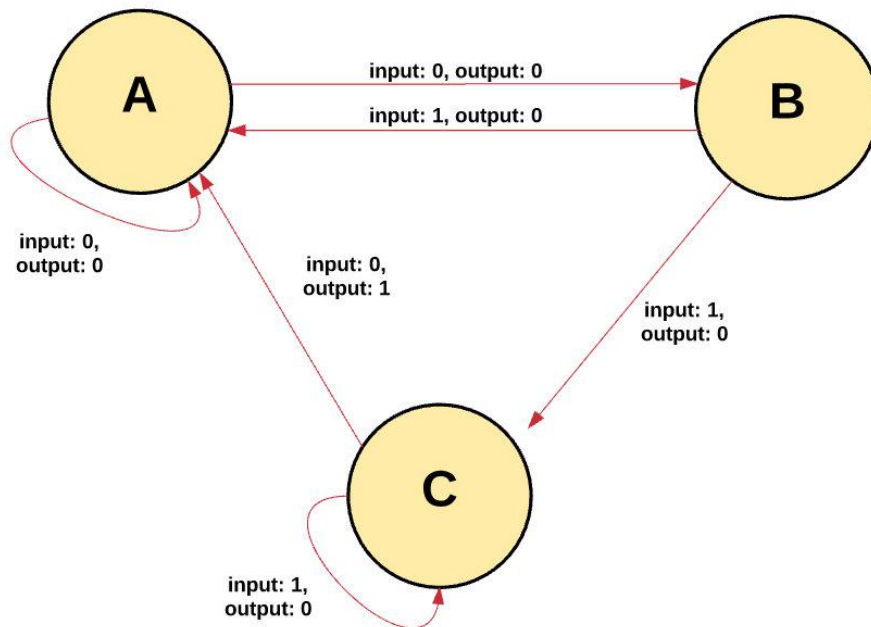 A
B
input: 0, output: 0
input: 1, output: 0
input: 0,
output: 0
input: 0,
output: 1
input: 1,
output: 0
C
input: 1,
output: 0